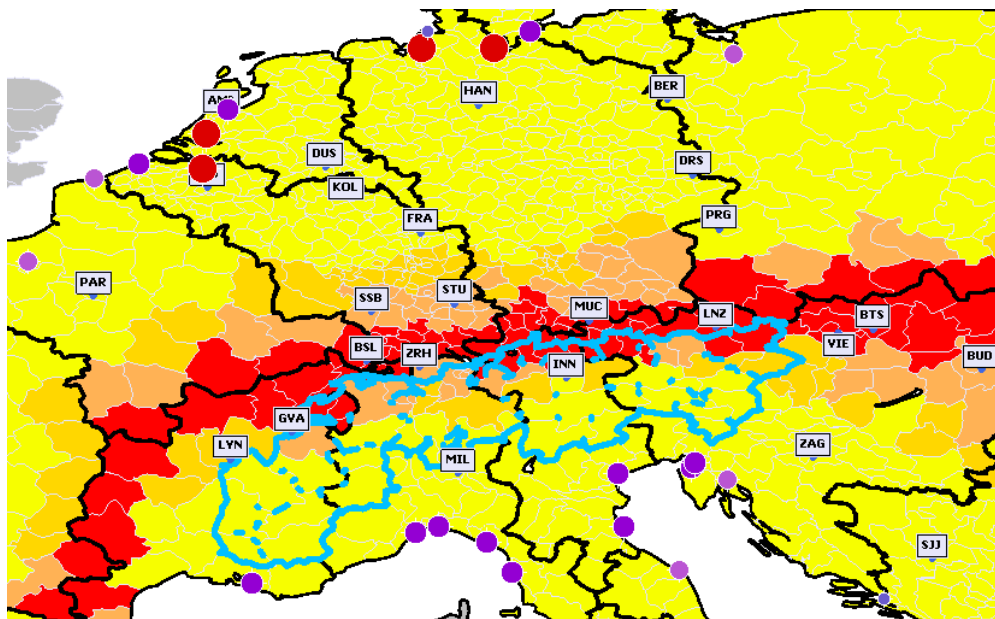 HAN
BER
DUS
KOL
DRS
FRA
PRG
PAR
SSB
STU
MUC
LNZ
BTS
BSL
ZRH
INN
VIE
BUD
GVA
LYN
MIL
ZAG
SJJ